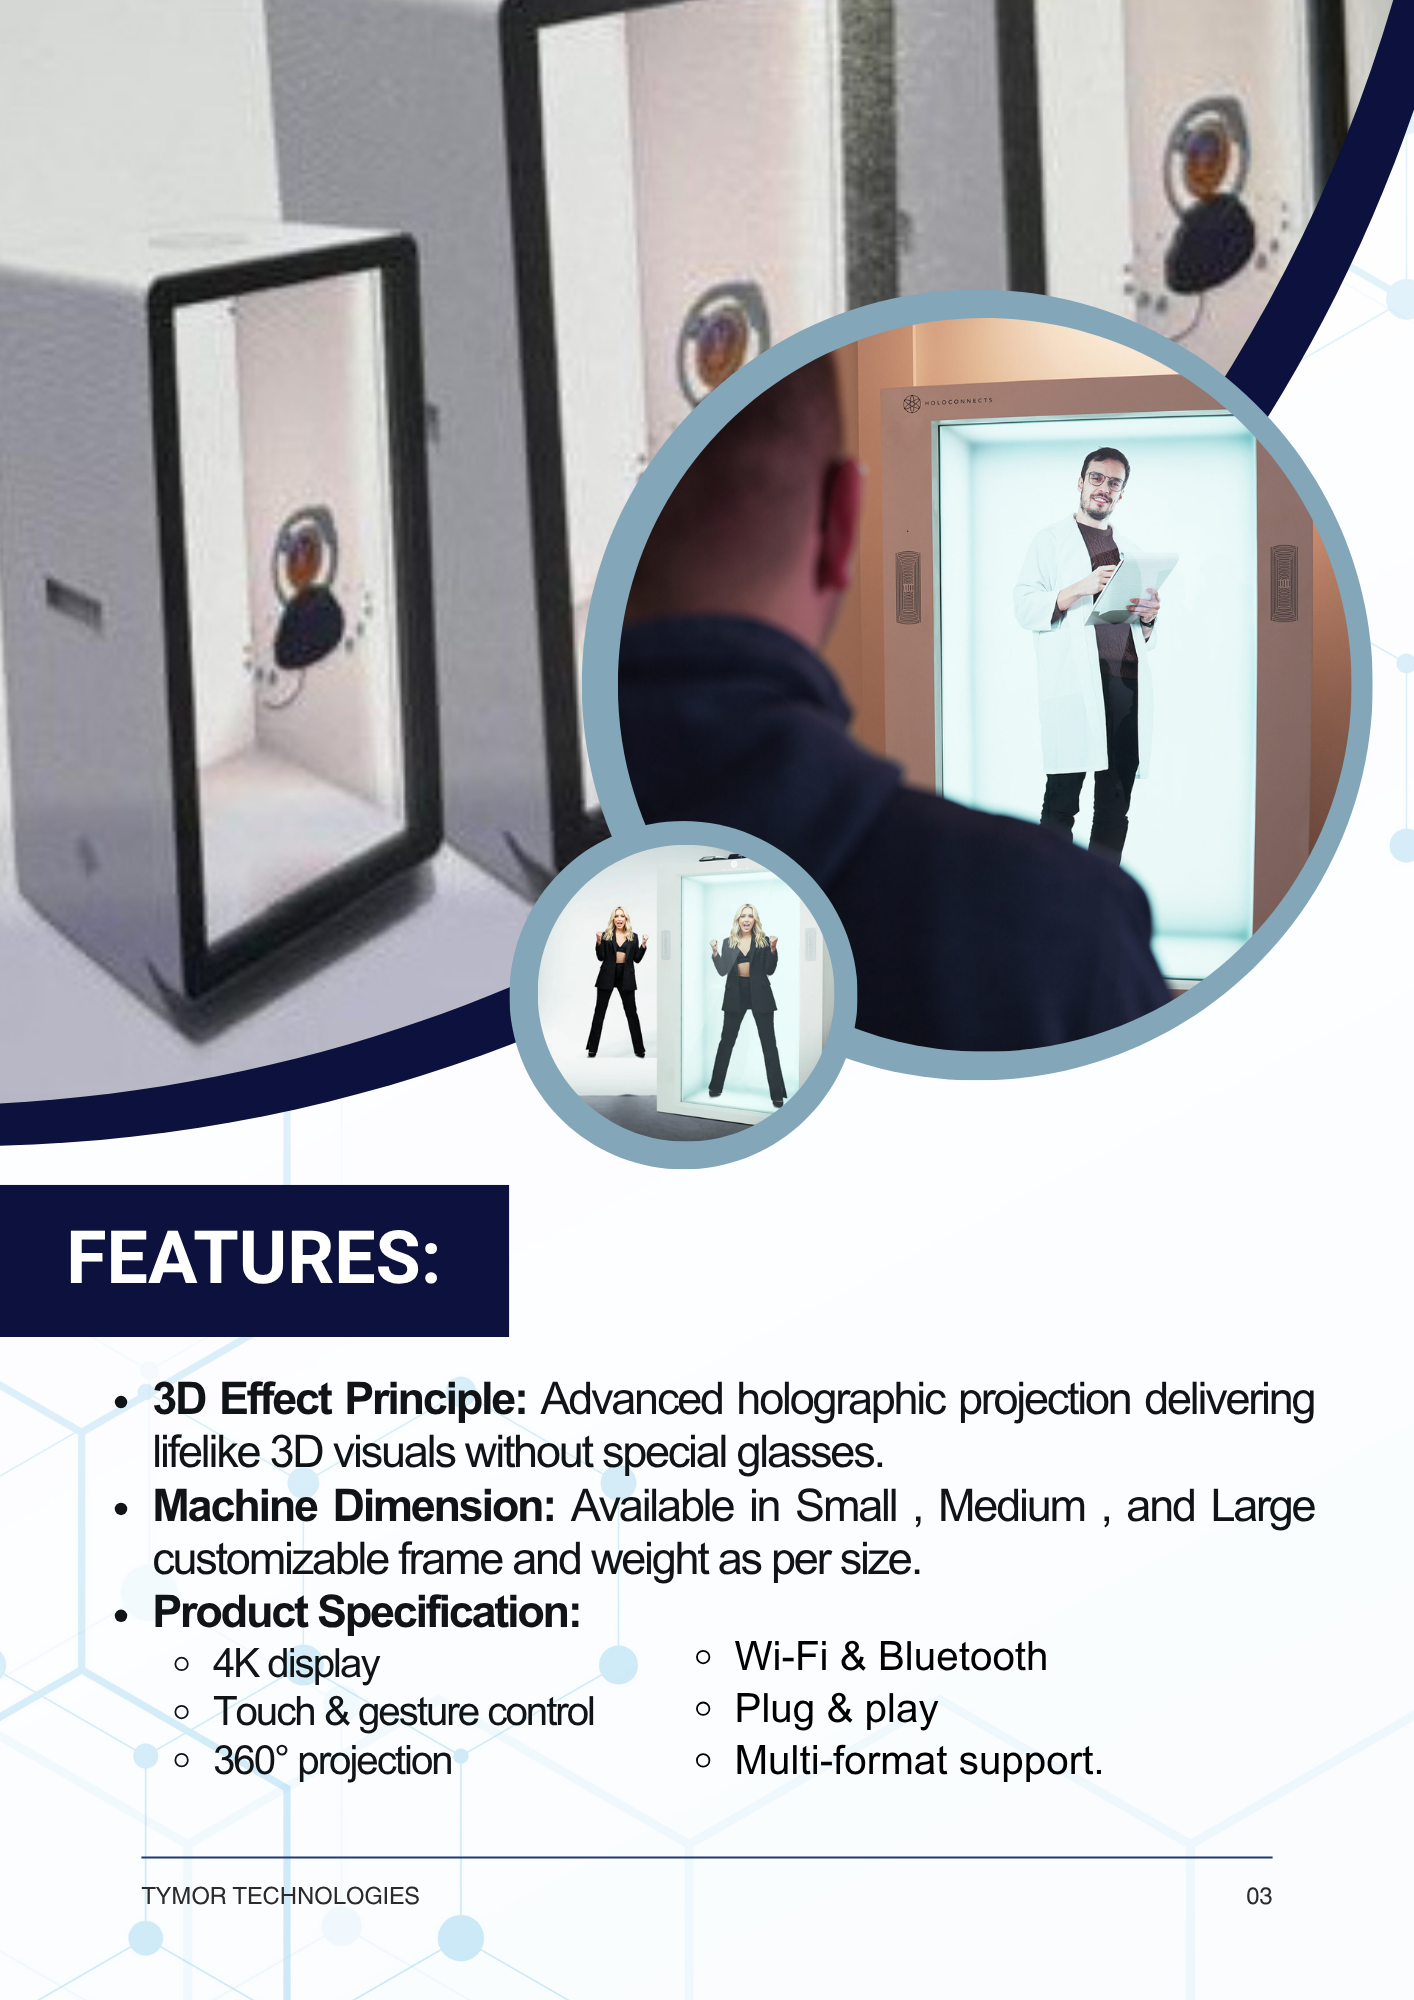 HOLOCONNECTS
FEATURES:
• 3D Effect Principle: Advanced holographic projection delivering
lifelike 3D visuals without special glasses.
• Machine Dimension: Available in Small , Medium , and Large
customizable frame and weight as per size.
• Product Specification:
○ 4K display
○ Touch & gesture control
○ 360° projection
○ Wi-Fi & Bluetooth
○ Plug & play
○ Multi-format support.
TYMOR TECHNOLOGIES
03